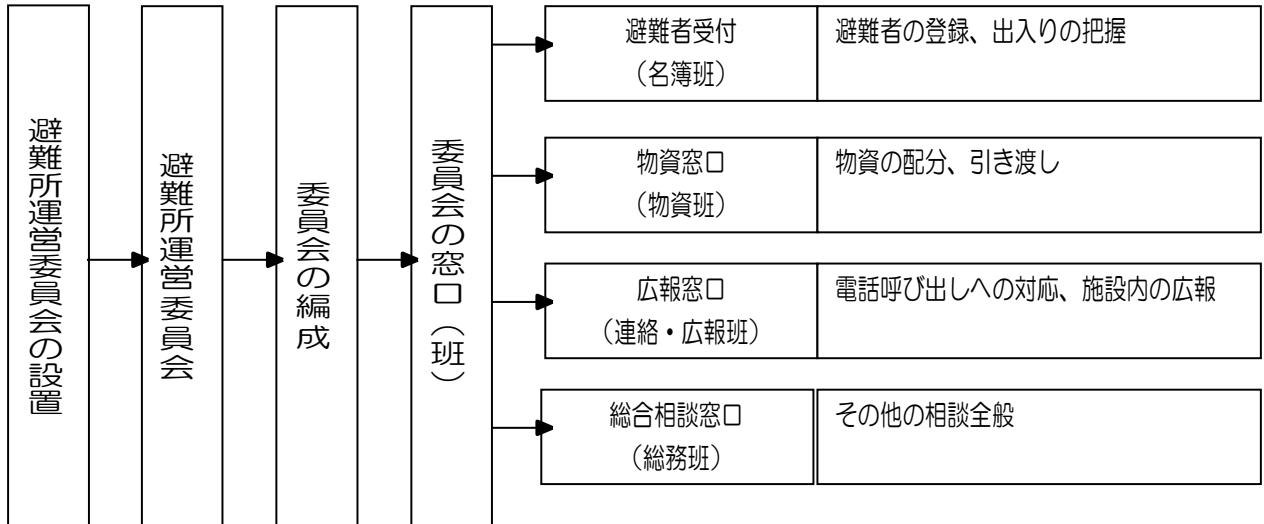 避難所運営委員会の設置
避難所運営委員会
委員会の編成
委員会の窓口（班）
避難者受付
（名簿班）
避難者の登録、出入りの把握
物資窓口
（物資班）
物資の配分、引き渡し
広報窓口
（連絡・広報班）
電話呼び出しへの対応、施設内の広報
総合相談窓口
（総務班）
その他の相談全般